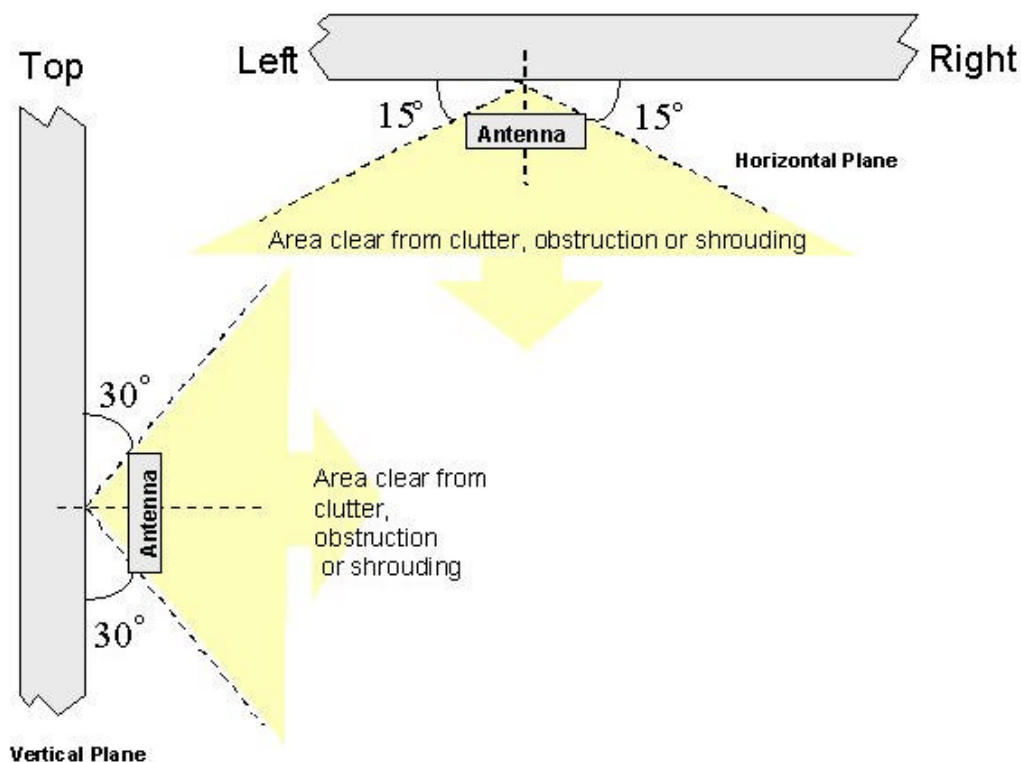 Top
Left
Right
15°
15°
Antenna
Horizontal Plane
Area clear from clutter, obstruction or shrouding
30°
Antenna
Area clear from
clutter,
obstruction
or shrouding
30°
Vertical Plane